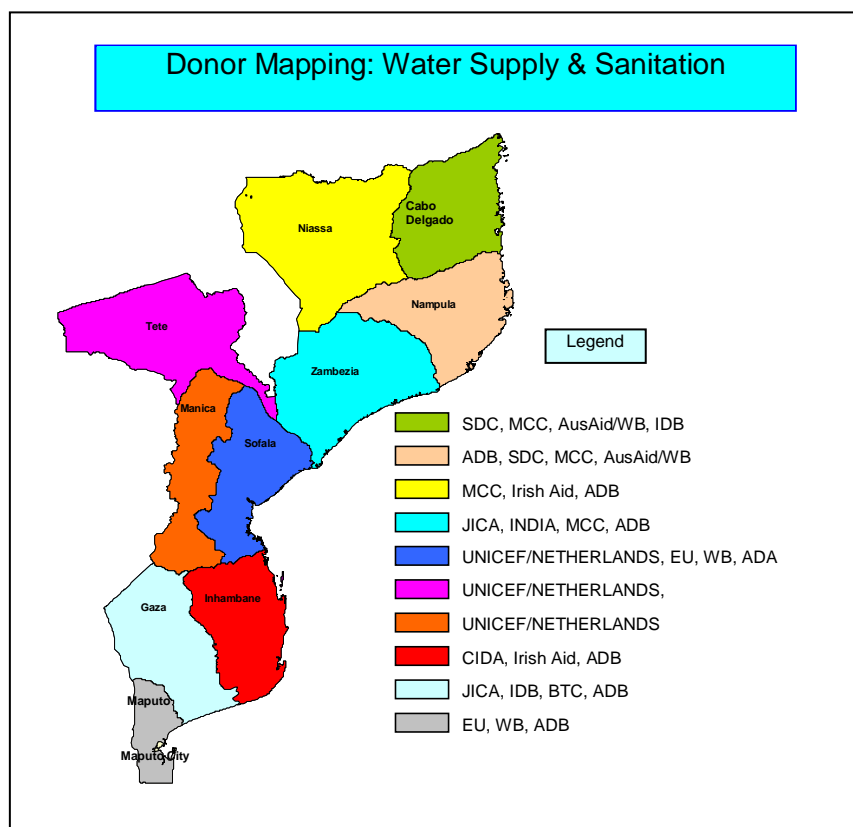 Donor Mapping: Water Supply & Sanitation
Cabo
Delgado
Niassa
Nampula
Tete
Legend
Zambezia
Manica
Sofala
SDC, MCC, AusAid/WB, IDB
ADB, SDC, MCC, AusAid/WB
MCC, Irish Aid, ADB
JICA, INDIA, MCC, ADB
UNICEF/NETHERLANDS, EU, WB, ADA
UNICEF/NETHERLANDS,
UNICEF/NETHERLANDS
CIDA, Irish Aid, ADB
JICA, IDB, BTC, ADB
EU, WB, ADB
Inhambane
Gaza
Maputo
Maputo City